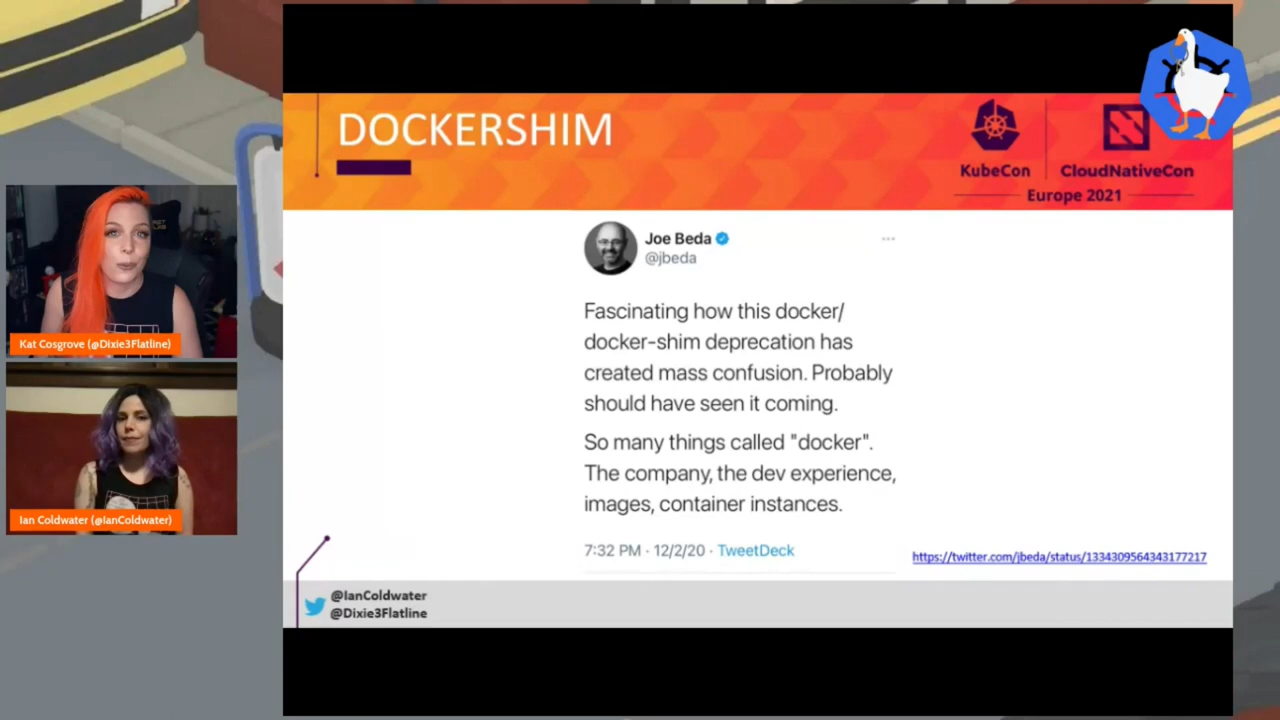 DOCKERSHIM
KubeCon
CloudNativeCon
Europe 2021
Joe Beda
@jbeda
Fascinating how this docker/
docker-shim deprecation has
created mass confusion. Probably
should have seen it coming.
So many things called "docker".
The company, the dev experience,
images, container instances.
7:32 PM · 12/2/20 · TweetDeck
https://twitter.com/jbeda/status/1334309564343177217
@IanColdwater
@Dixie3Flatline
Kat Cosgrove (@Dixie3Flatline)
Ian Coldwater (@IanColdwater)